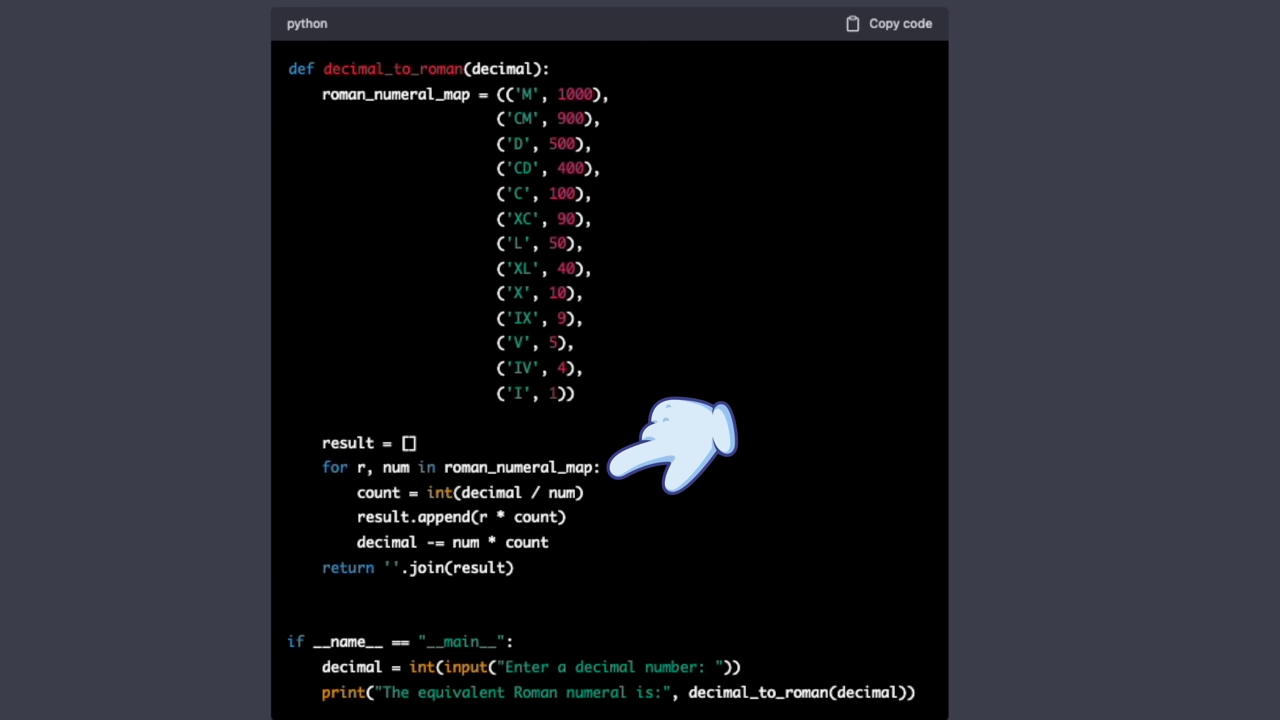 python
Copy code
def decimal_to_roman(decimal):
    roman_numeral_map = (('M', 1000),
                         ('CM', 900),
                         ('D', 500),
                         ('CD', 400),
                         ('C', 100),
                         ('XC', 90),
                         ('L', 50),
                         ('XL', 40),
                         ('X', 10),
                         ('IX', 9),
                         ('V', 5),
                         ('IV', 4),
                         ('I', 1))
    result = []
    for r, num in roman_numeral_map:
        count = int(decimal / num)
        result.append(r * count)
        decimal -= num * count
    return ''.join(result)
if __name__ == "__main__":
    decimal = int(input("Enter a decimal number: "))
    print("The equivalent Roman numeral is:", decimal_to_roman(decimal))